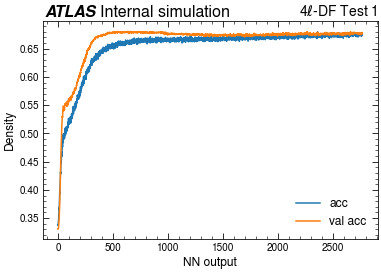 ATLAS Internal simulation
4ℓ-DF Test 1
Density
0.65
0.60
0.55
0.50
0.45
0.40
0.35
0
500
1000
1500
2000
2500
NN output
acc
val acc